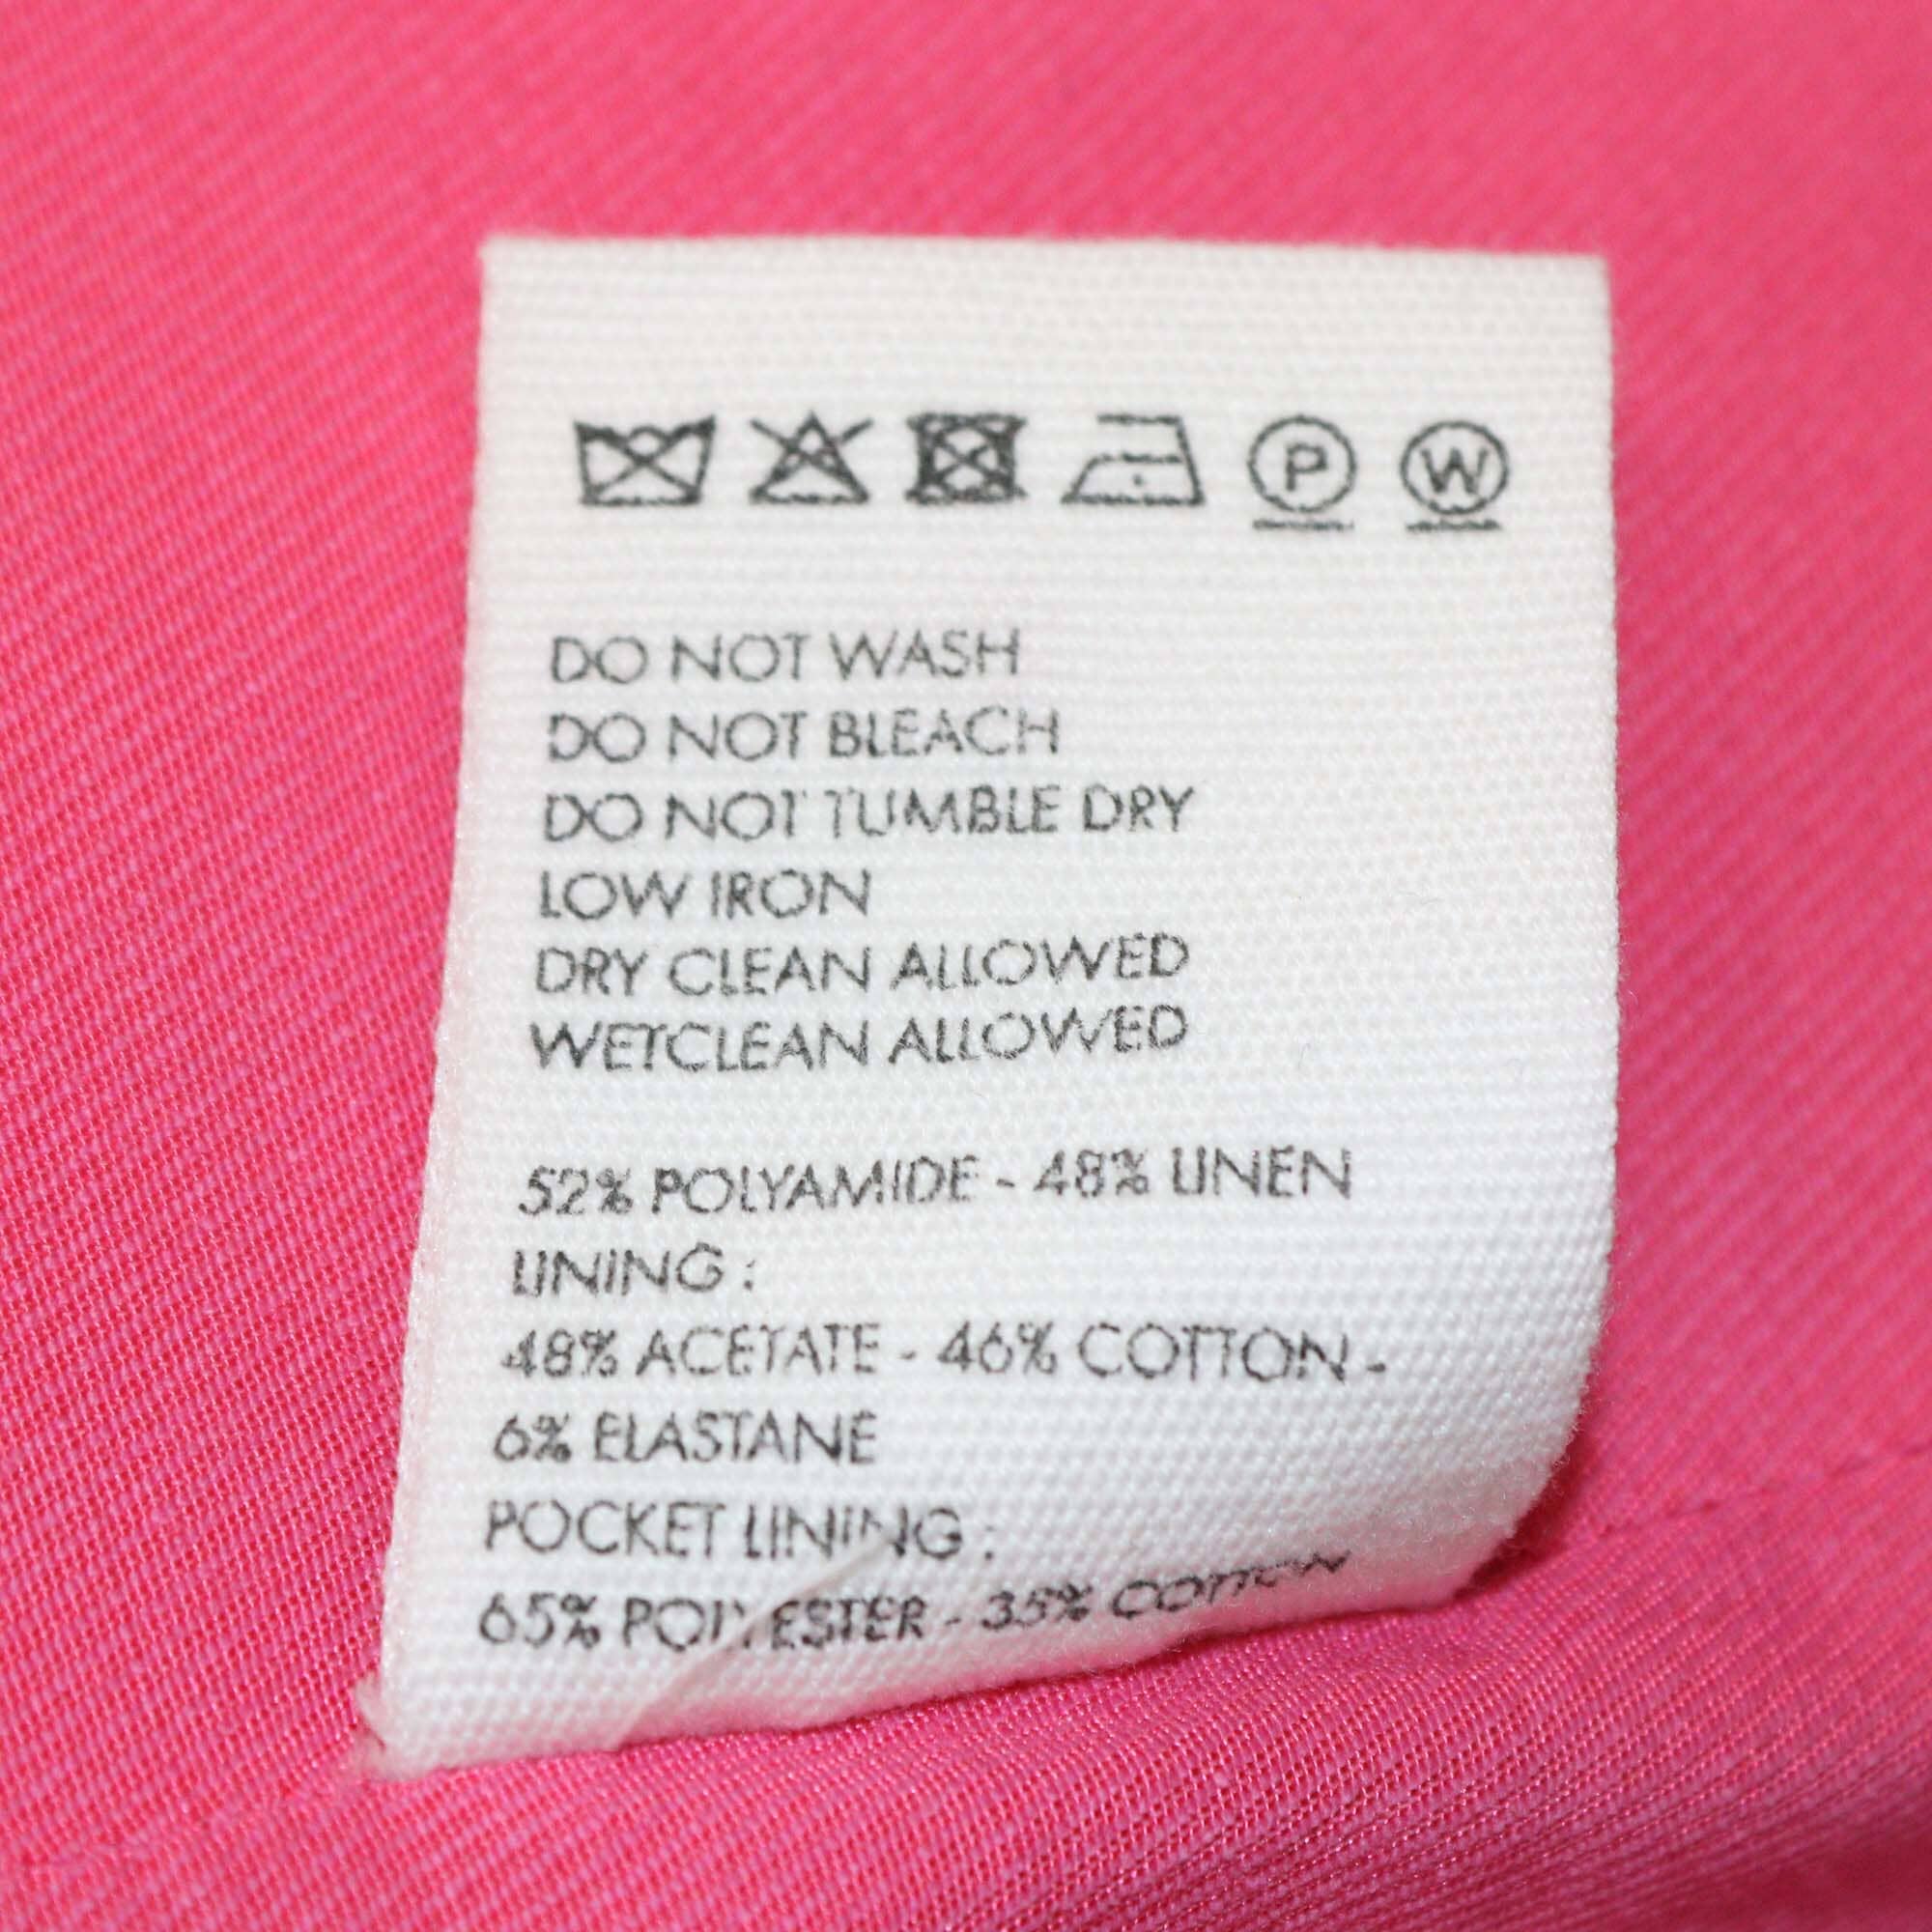 P W
DO NOT WASH
DO NOT BLEACH
DO NOT TUMBLE DRY
LOW IRON
DRY CLEAN ALLOWED
WETCLEAN ALLOWED
52% POLYAMIDE - 48% LINEN
LINING :
48% ACETATE - 46% COTTON -
6% ELASTANE
POCKET LINING :
65% POLYESTER - 35% COTTON